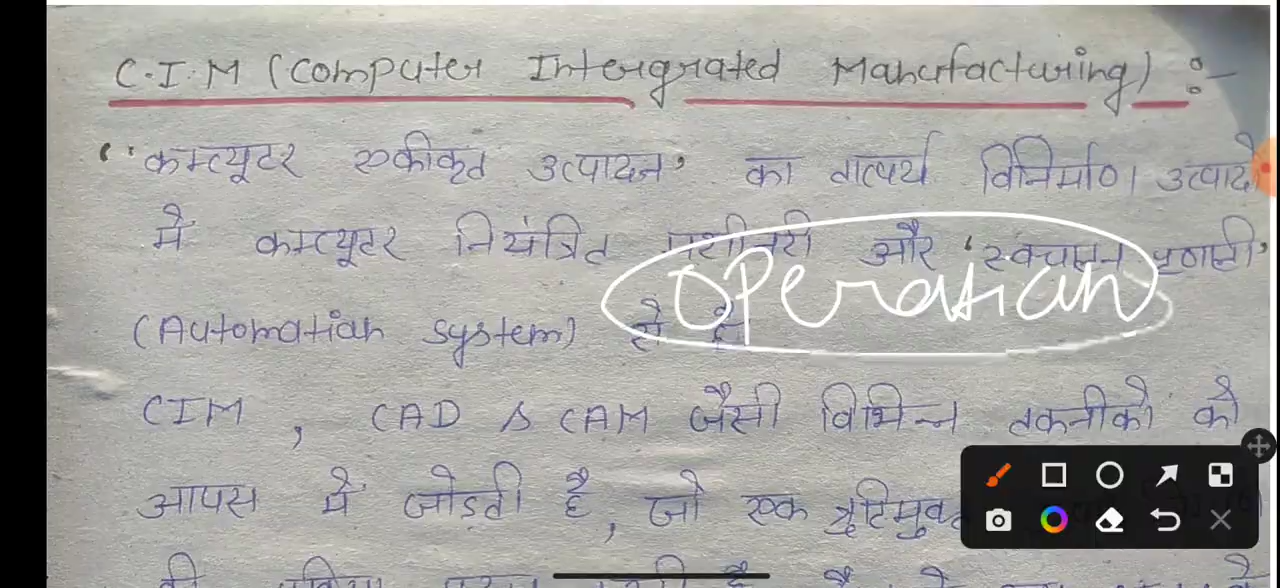 C.I.M (Computer Intergrated Manufacturing) :-
“कम्प्यूटर एकीकृत उत्पादन’ का तात्पर्य विनिर्माण। उत्पादो
में कम्प्यूटर नियंत्रित मशीनरी और ‘स्वचालन प्रणाली’
operation
(Automation system) से है
CIM , CAD & CAM जैसी विभिन्न तकनीको को
आपस में जोडती है , जो एक त्रुटिमुक्त